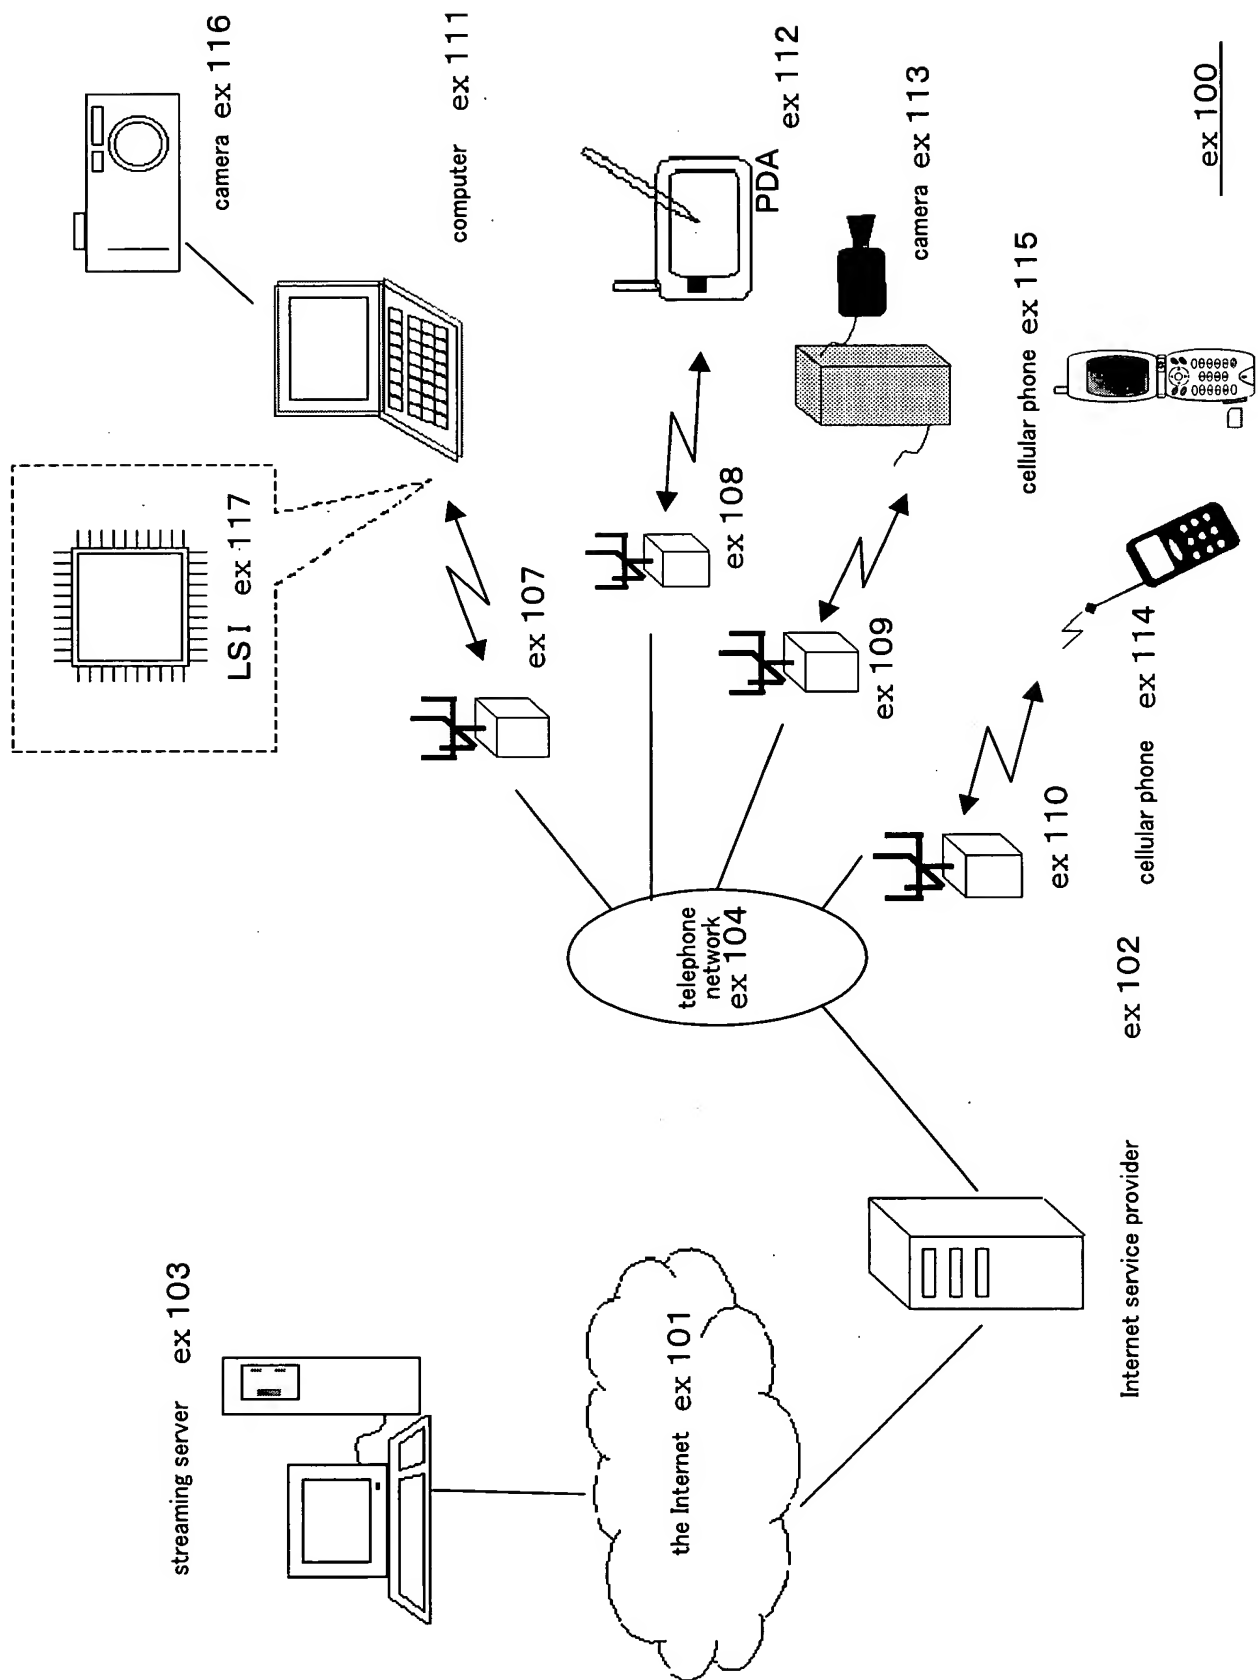 streaming server ex 103
the Internet ex 101
Internet service provider ex 102
telephone
network
ex 104
LSI ex 117
camera ex 116
computer ex 111
ex 107
ex 108
PDA ex 112
camera ex 113
ex 109
cellular phone ex 115
ex 110
cellular phone ex 114
ex 100